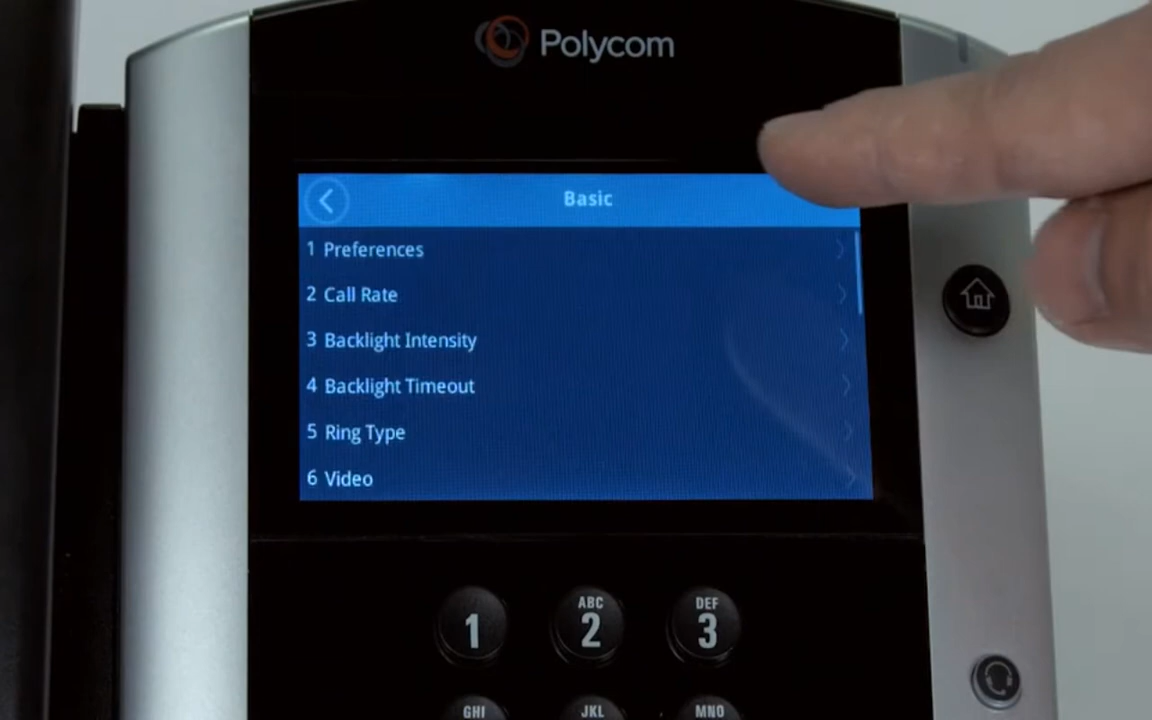 Polycom
Basic
1 Preferences
2 Call Rate
3 Backlight Intensity
4 Backlight Timeout
5 Ring Type
6 Video
1
ABC
2
DEF
3
GHI
JKL
MNO